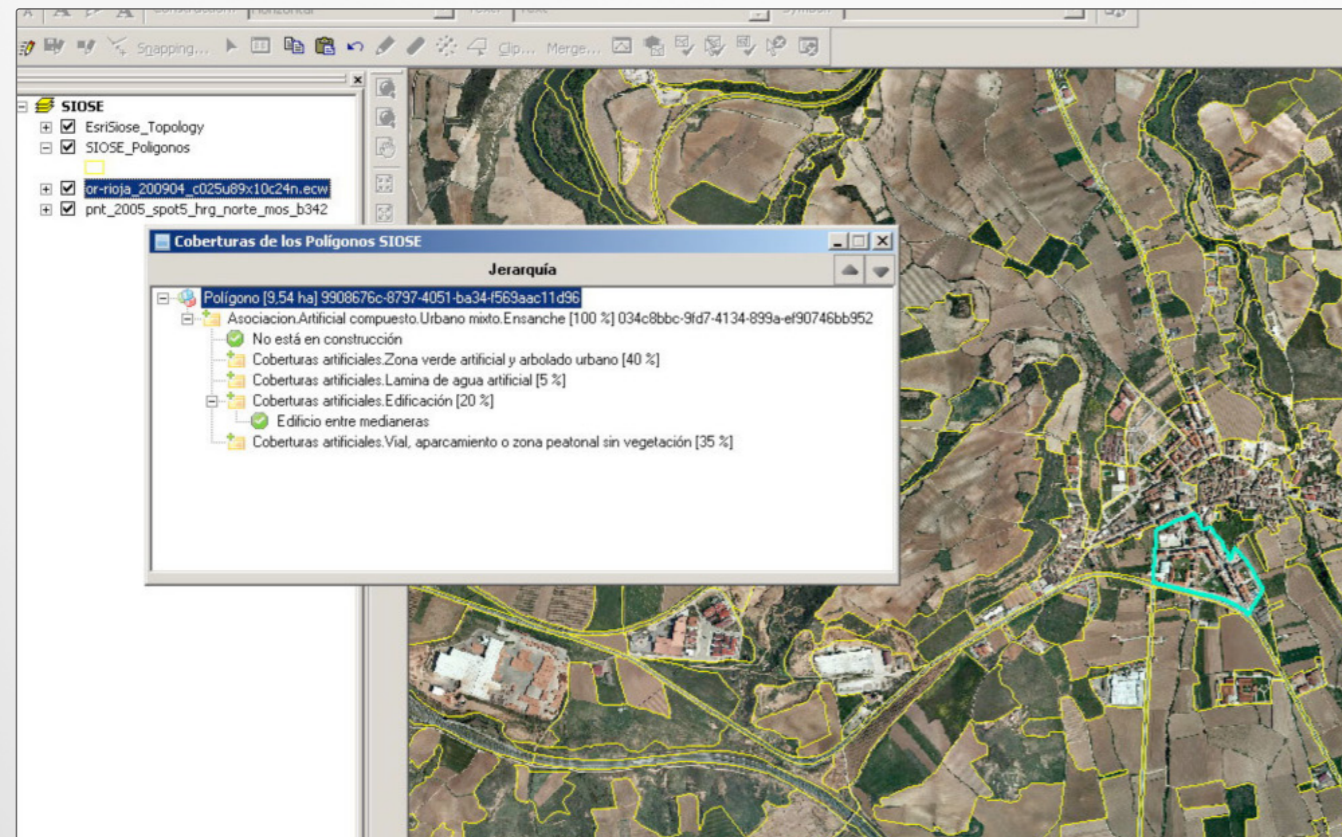 Snapping...
Clip...
Merge...
SIOSE
EsriSiose_Topology
SIOSE_Poligonos
or-rioja_200904_c025u89x10c24n.ecw
pnt_2005_spot5_hrg_norte_mos_b342
Coberturas de los Polígonos SIOSE
Jerarquía
Polígono [9,54 ha] 9908676c-8797-4051-ba34-f569aac11d96
Asociacion.Artificial compuesto.Urbano mixto.Ensanche [100 %] 034c8bbc-9fd7-4134-899a-ef90746bb952
No está en construcción
Coberturas artificiales.Zona verde artificial y arbolado urbano [40 %]
Coberturas artificiales.Lamina de agua artificial [5 %]
Coberturas artificiales.Edificación [20 %]
Edificio entre medianeras
Coberturas artificiales.Vial, aparcamiento o zona peatonal sin vegetación [35 %]